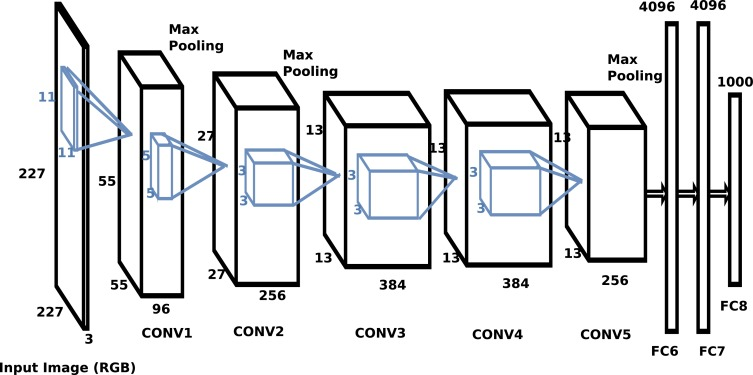 4096 4096
Max
Pooling
Max
Pooling
Max
Pooling
1000
11
11
227
227
3
55
55
5
5
96
27
27
3
3
256
13
13
3
3
384
13
13
3
3
384
13
13
256
CONV1
CONV2
CONV3
CONV4
CONV5
FC6
FC7
FC8
Input Image (RGB)